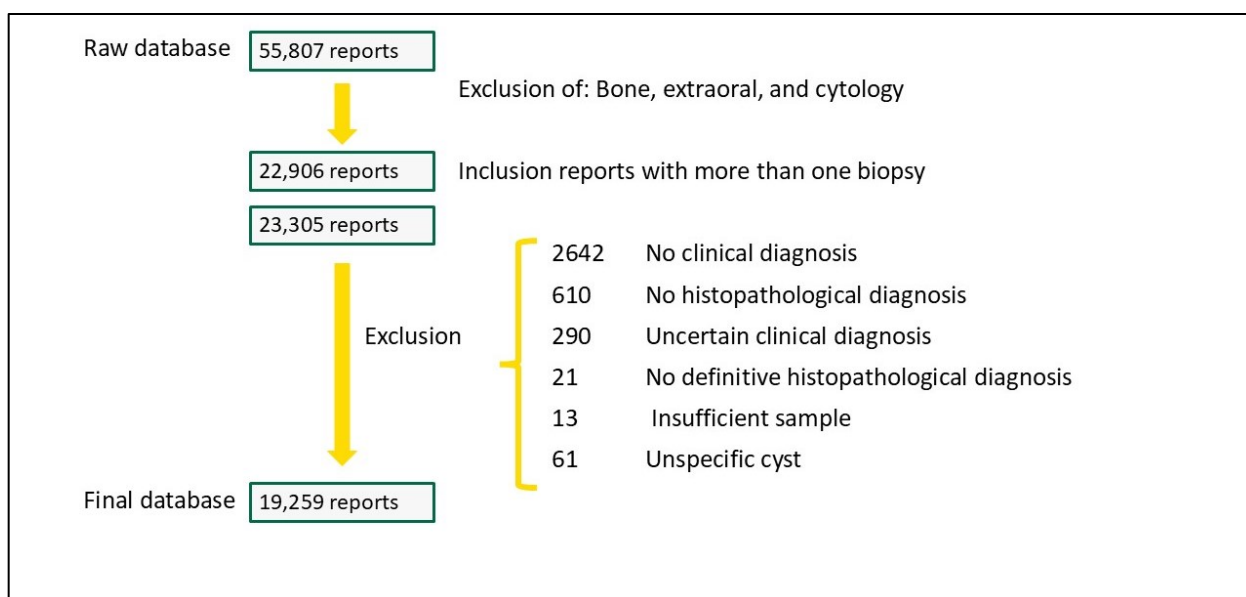 Raw database 55,807 reports
Exclusion of: Bone, extraoral, and cytology
22,906 reports Inclusion reports with more than one biopsy
23,305 reports
Exclusion
2642 No clinical diagnosis
610 No histopathological diagnosis
290 Uncertain clinical diagnosis
21 No definitive histopathological diagnosis
13 Insufficient sample
61 Unspecific cyst
Final database 19,259 reports